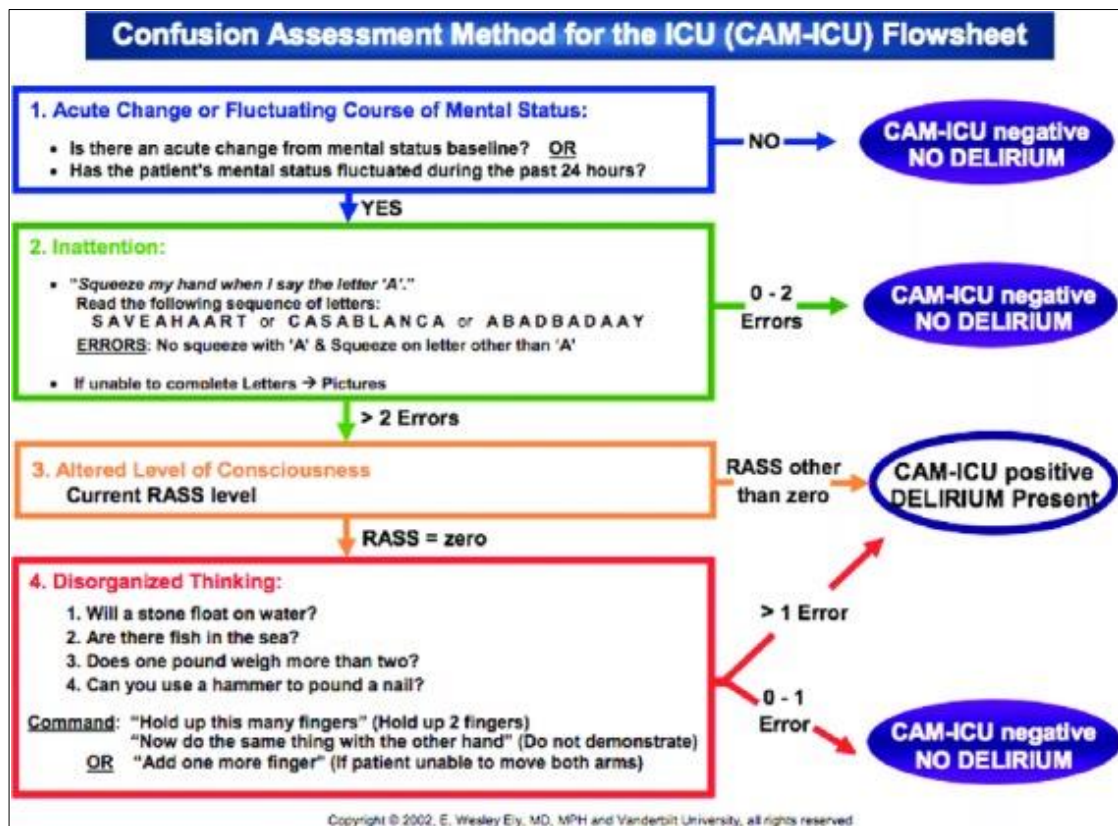 Confusion Assessment Method for the ICU (CAM-ICU) Flowsheet
1. Acute Change or Fluctuating Course of Mental Status:
• Is there an acute change from mental status baseline? OR
• Has the patient's mental status fluctuated during the past 24 hours?
NO
CAM-ICU negative
NO DELIRIUM
YES
2. Inattention:
• "Squeeze my hand when I say the letter 'A'."
Read the following sequence of letters:
S A V E A H A A R T or C A S A B L A N C A or A B A D B A D A A Y
ERRORS: No squeeze with 'A' & Squeeze on letter other than 'A'
• If unable to complete Letters → Pictures
0 - 2
Errors
CAM-ICU negative
NO DELIRIUM
> 2 Errors
3. Altered Level of Consciousness
Current RASS level
RASS other
than zero
CAM-ICU positive
DELIRIUM Present
RASS = zero
4. Disorganized Thinking:
1. Will a stone float on water?
2. Are there fish in the sea?
3. Does one pound weigh more than two?
4. Can you use a hammer to pound a nail?
Command: "Hold up this many fingers" (Hold up 2 fingers)
"Now do the same thing with the other hand" (Do not demonstrate)
OR "Add one more finger" (If patient unable to move both arms)
> 1 Error
0 - 1
Error
CAM-ICU negative
NO DELIRIUM
Copyright © 2002, E. Wesley Ely, MD, MPH and Vanderbilt University, all rights reserved